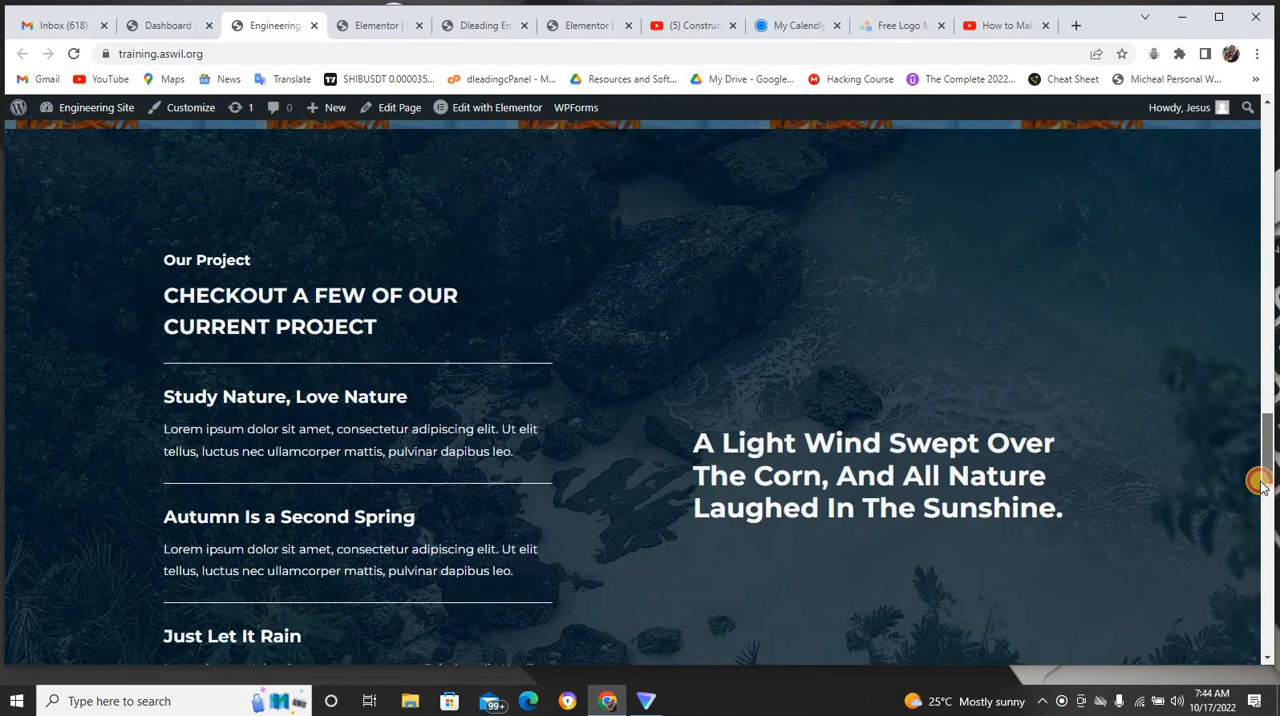 Inbox (618)
Dashboard
Engineering
Elementor |
Dleading En
Elementor |
(5) Construc
My Calendly
Free Logo M
How to Mak
training.aswil.org
Gmail
YouTube
Maps
News
Translate
SHIBUSDT 0.000035...
dleadingcPanel - M...
Resources and Soft...
My Drive - Google...
Hacking Course
The Complete 2022...
Cheat Sheet
Micheal Personal W...
»
Engineering Site
Customize
1
0
New
Edit Page
Edit with Elementor
WPForms
Howdy, Jesus
Our Project
CHECKOUT A FEW OF OUR
CURRENT PROJECT
Study Nature, Love Nature
Lorem ipsum dolor sit amet, consectetur adipiscing elit. Ut elit
tellus, luctus nec ullamcorper mattis, pulvinar dapibus leo.
A Light Wind Swept Over
The Corn, And All Nature
Laughed In The Sunshine.
Autumn Is a Second Spring
Lorem ipsum dolor sit amet, consectetur adipiscing elit. Ut elit
tellus, luctus nec ullamcorper mattis, pulvinar dapibus leo.
Just Let It Rain
Type here to search
99+
25°C Mostly sunny
7:44 AM
10/17/2022